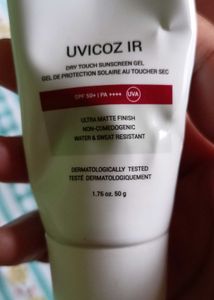 UVICOZ IR
DRY TOUCH SUNSCREEN GEL
GEL DE PROTECTION SOLAIRE AU TOUCHER SEC
SPF 50+ | PA ++++ UVA
ULTRA MATTE FINISH
NON-COMEDOGENIC
WATER & SWEAT RESISTANT
DERMATOLOGICALLY TESTED
TESTÉ DERMATOLOGIQUEMENT
1.76 oz. 50 g